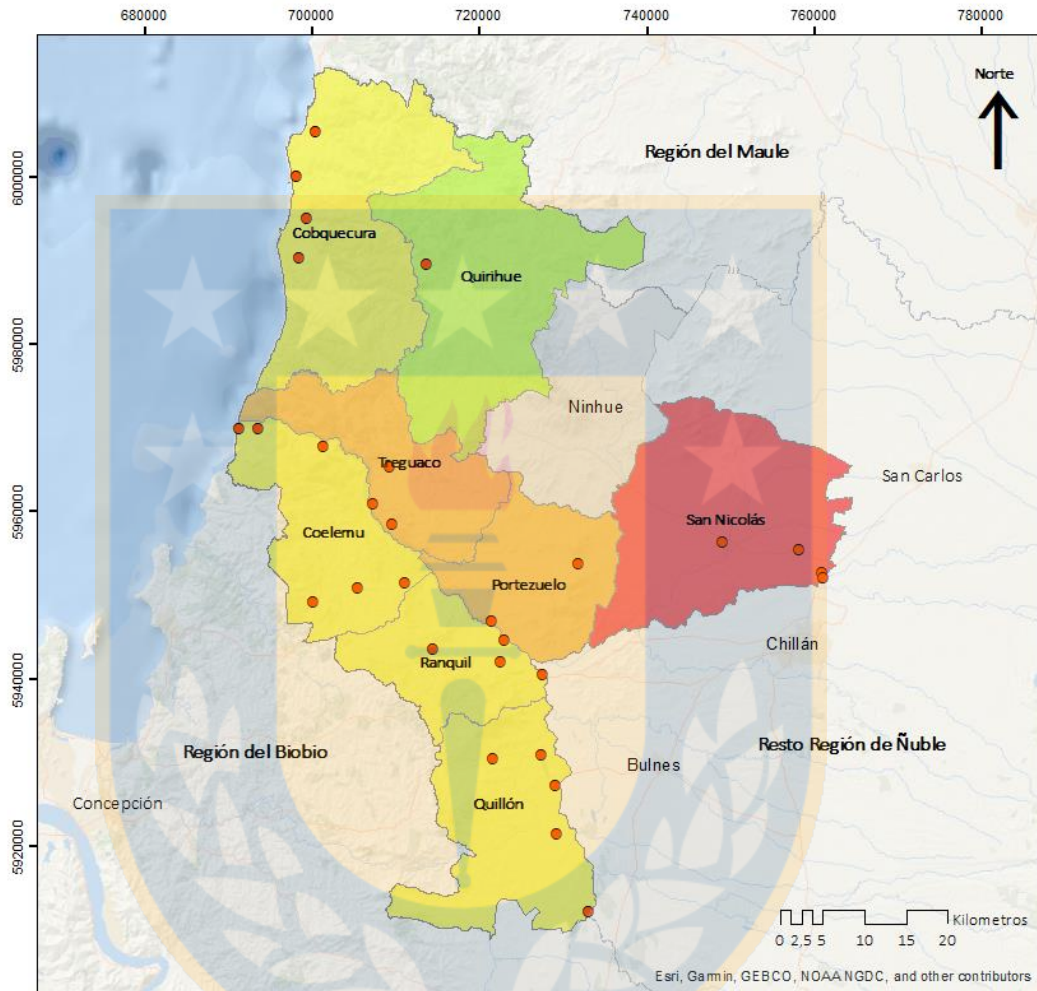 680000 700000 720000 740000 760000 780000
Norte
Región del Maule
6000000
Cobquecura
Quirihue
5980000
Ninhue
Treguaco
San Carlos
5960000
San Nicolás
Coelemu
Portezuelo
Chillán
Ranquil
5940000
Región del Biobio
Resto Región de Ñuble
Bulnes
Concepción
Quillón
5920000
Kilometros
0 2,5 5 10 15 20
Esri, Garmin, GEBCO, NOAA NGDC, and other contributors